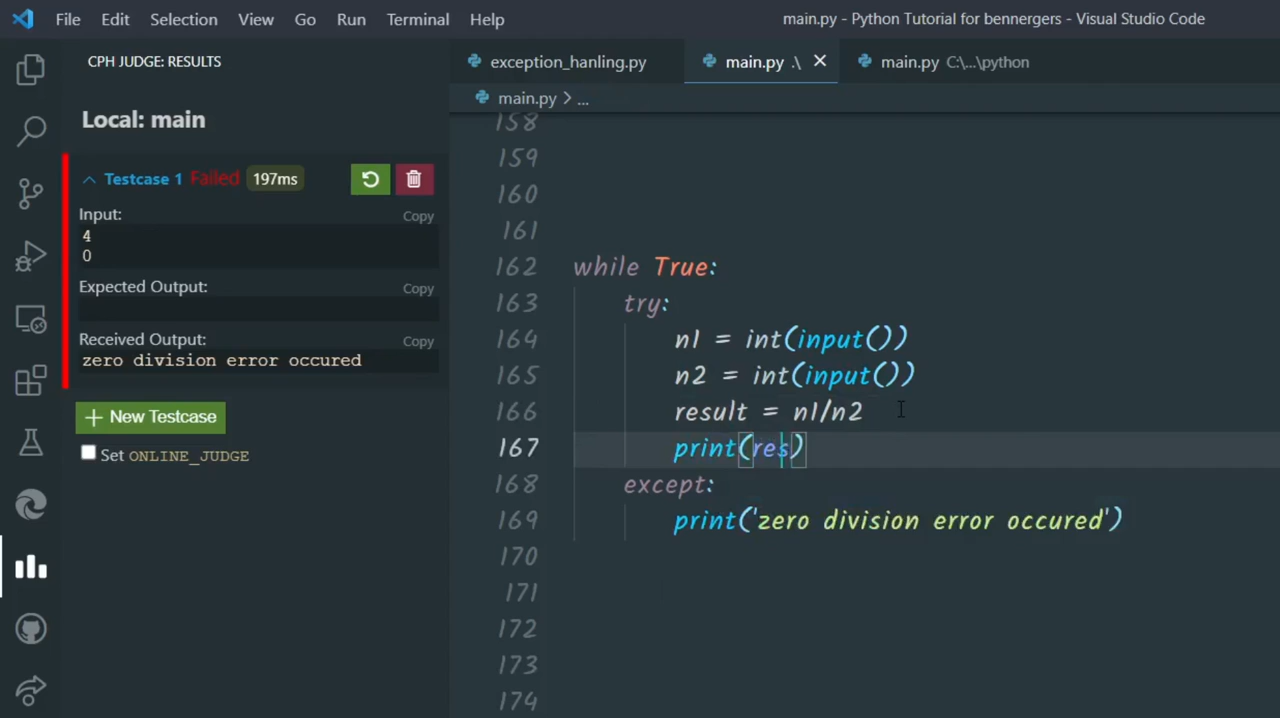 File Edit Selection View Go Run Terminal Help main.py - Python Tutorial for bennergers - Visual Studio Code
CPH JUDGE: RESULTS
exception_hanling.py main.py .\ main.py C:\...\python
main.py > ...
Local: main
Testcase 1 Failed 197ms
Input: Copy
4
0
Expected Output: Copy
Received Output: Copy
zero division error occured
+ New Testcase
Set ONLINE_JUDGE
158
159
160
161
162 while True:
163 try:
164 n1 = int(input())
165 n2 = int(input())
166 result = n1/n2
167 print(res)
168 except:
169 print('zero division error occured')
170
171
172
173
174